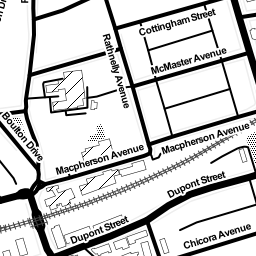 Cottingham Street
McMaster Avenue
Rathnelly Avenue
Boulton Drive
Macpherson Avenue
Macpherson Avenue
Dupont Street
Dupont Street
Chicora Avenue